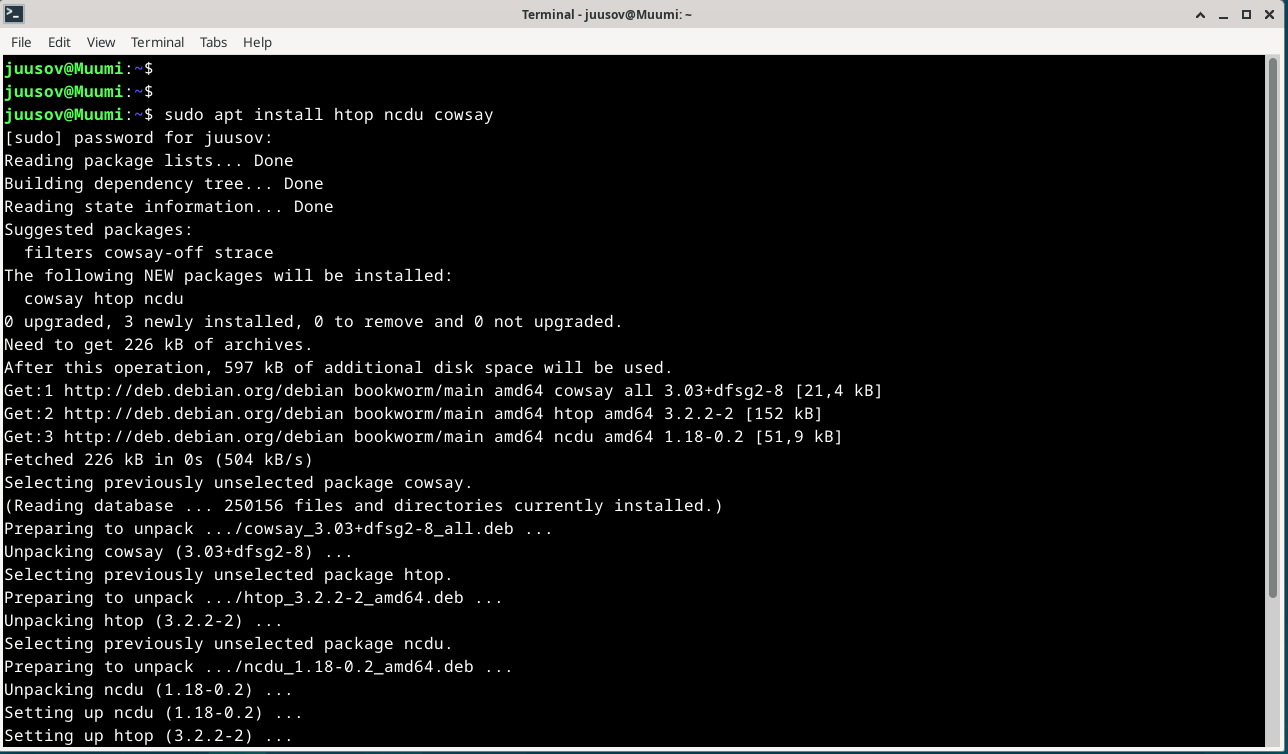 Terminal - juusov@Muumi: ~
File Edit View Terminal Tabs Help
juusov@Muumi:~$
juusov@Muumi:~$
juusov@Muumi:~$ sudo apt install htop ncdu cowsay
[sudo] password for juusov:
Reading package lists... Done
Building dependency tree... Done
Reading state information... Done
Suggested packages:
  filters cowsay-off strace
The following NEW packages will be installed:
  cowsay htop ncdu
0 upgraded, 3 newly installed, 0 to remove and 0 not upgraded.
Need to get 226 kB of archives.
After this operation, 597 kB of additional disk space will be used.
Get:1 http://deb.debian.org/debian bookworm/main amd64 cowsay all 3.03+dfsg2-8 [21,4 kB]
Get:2 http://deb.debian.org/debian bookworm/main amd64 htop amd64 3.2.2-2 [152 kB]
Get:3 http://deb.debian.org/debian bookworm/main amd64 ncdu amd64 1.18-0.2 [51,9 kB]
Fetched 226 kB in 0s (504 kB/s)
Selecting previously unselected package cowsay.
(Reading database ... 250156 files and directories currently installed.)
Preparing to unpack .../cowsay_3.03+dfsg2-8_all.deb ...
Unpacking cowsay (3.03+dfsg2-8) ...
Selecting previously unselected package htop.
Preparing to unpack .../htop_3.2.2-2_amd64.deb ...
Unpacking htop (3.2.2-2) ...
Selecting previously unselected package ncdu.
Preparing to unpack .../ncdu_1.18-0.2_amd64.deb ...
Unpacking ncdu (1.18-0.2) ...
Setting up ncdu (1.18-0.2) ...
Setting up htop (3.2.2-2) ...